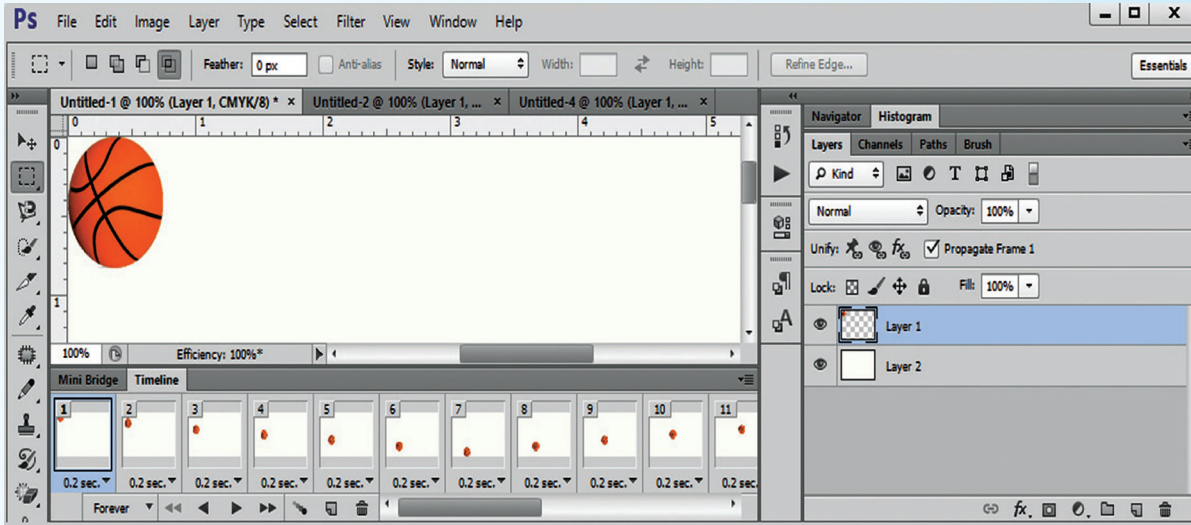 Ps File Edit Image Layer Type Select Filter View Window Help
Feather: 0 px Anti-alias Style: Normal Width: Height: Refine Edge... Essentials
Untitled-1 @ 100% (Layer 1, CMYK/8) * × Untitled-2 @ 100% (Layer 1, ... × Untitled-4 @ 100% (Layer 1, ... ×
0 1 2 3 4 5
0
1
100% Efficiency: 100%*
Mini Bridge Timeline
1 2 3 4 5 6 7 8 9 10 11
0.2 sec. 0.2 sec. 0.2 sec. 0.2 sec. 0.2 sec. 0.2 sec. 0.2 sec. 0.2 sec. 0.2 sec. 0.2 sec. 0.2 sec.
Forever
Navigator Histogram
Layers Channels Paths Brush
Kind
Normal Opacity: 100%
Unify: Propagate Frame 1
Lock: Fill: 100%
Layer 1
Layer 2
fx